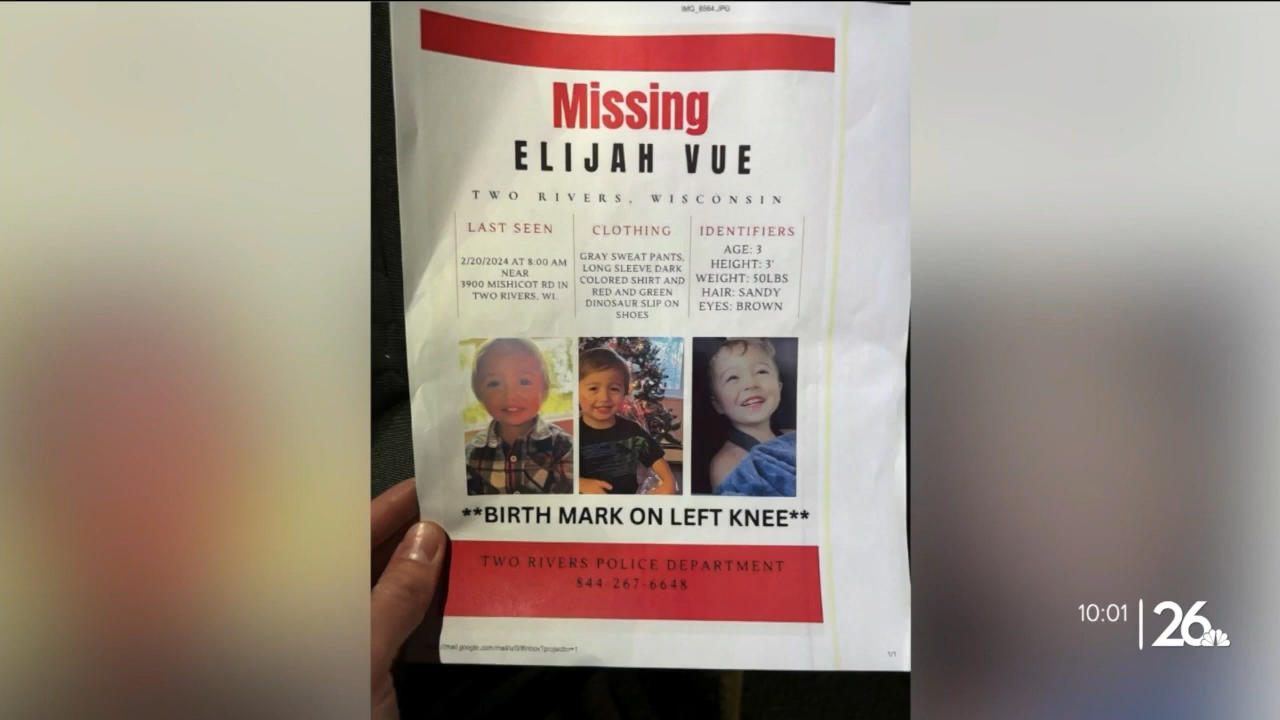 IMG_6564.JPG
Missing
ELIJAH VUE
TWO RIVERS, WISCONSIN
LAST SEEN
2/20/2024 AT 8:00 AM
NEAR
3900 MISHICOT RD IN
TWO RIVERS, WI.
CLOTHING
GRAY SWEAT PANTS,
LONG SLEEVE DARK
COLORED SHIRT AND
RED AND GREEN
DINOSAUR SLIP ON
SHOES
IDENTIFIERS
AGE: 3
HEIGHT: 3'
WEIGHT: 50LBS
HAIR: SANDY
EYES: BROWN
**BIRTH MARK ON LEFT KNEE**
TWO RIVERS POLICE DEPARTMENT
844-267-6648
1/1
10:01 26